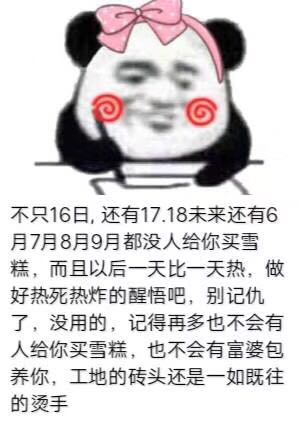 不只16日, 还有17.18未来还有6
月7月8月9月都没人给你买雪
糕，而且以后一天比一天热，做
好热死热炸的醒悟吧，别记仇
了，没用的，记得再多也不会有
人给你买雪糕，也不会有富婆包
养你，工地的砖头还是一如既往
的烫手